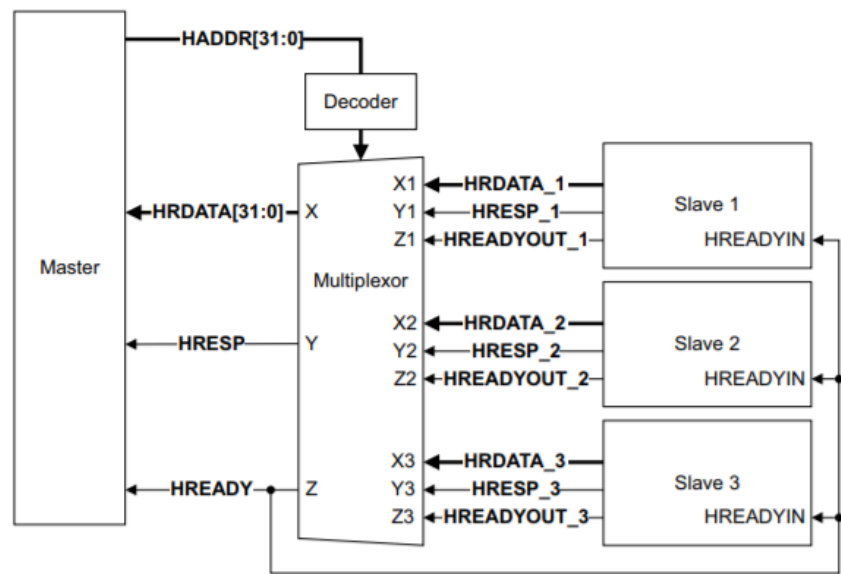 HADDR[31:0]
Decoder
Master
HRDATA[31:0]
HRESP
HREADY
Multiplexor
X
Y
Z
X1
Y1
Z1
X2
Y2
Z2
X3
Y3
Z3
HRDATA_1
HRESP_1
HREADYOUT_1
Slave 1
HREADYIN
HRDATA_2
HRESP_2
HREADYOUT_2
Slave 2
HREADYIN
HRDATA_3
HRESP_3
HREADYOUT_3
Slave 3
HREADYIN